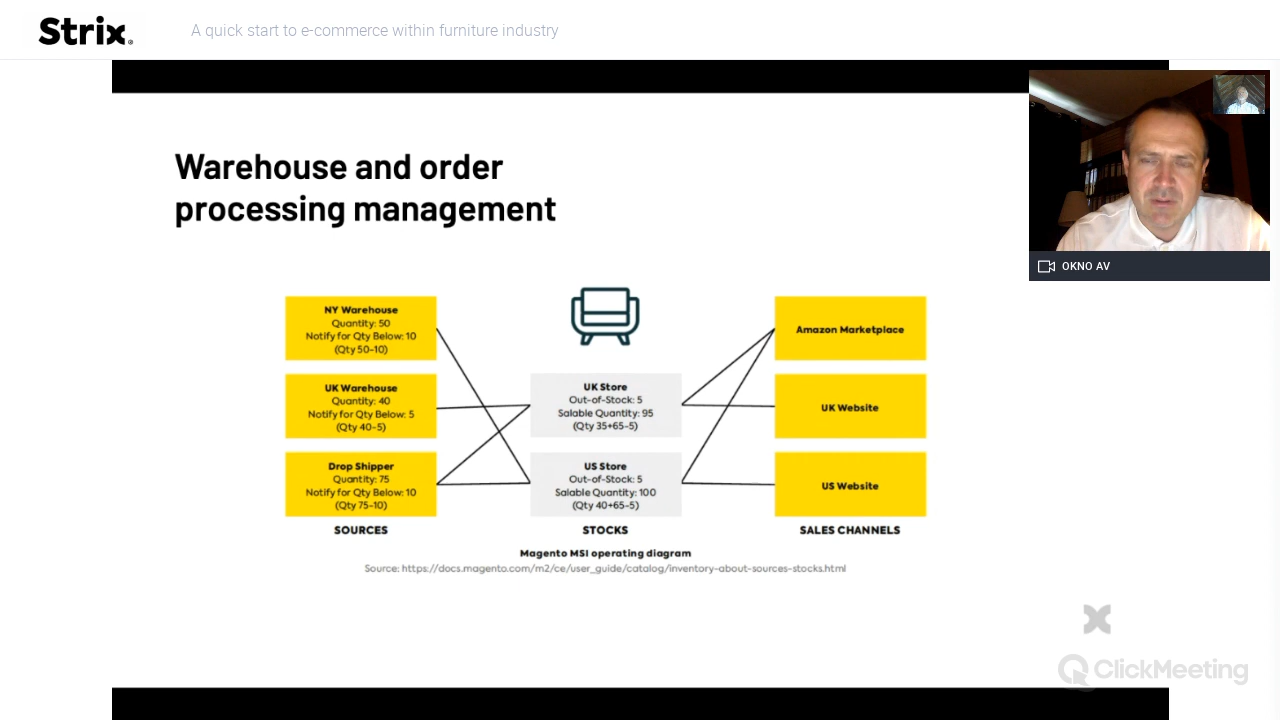 Strix®
A quick start to e-commerce within furniture industry
Warehouse and order
processing management
NY Warehouse
Quantity: 50
Notify for Qty Below: 10
(Qty 50-10)
UK Warehouse
Quantity: 40
Notify for Qty Below: 5
(Qty 40-5)
Drop Shipper
Quantity: 75
Notify for Qty Below: 10
(Qty 75-10)
SOURCES
UK Store
Out-of-Stock: 5
Salable Quantity: 95
(Qty 35+65-5)
US Store
Out-of-Stock: 5
Salable Quantity: 100
(Qty 40+65-5)
STOCKS
Amazon Marketplace
UK Website
US Website
SALES CHANNELS
Magento MSI operating diagram
Source: https://docs.magento.com/m2/ce/user_guide/catalog/inventory-about-sources-stocks.html
OKNO AV
ClickMeeting